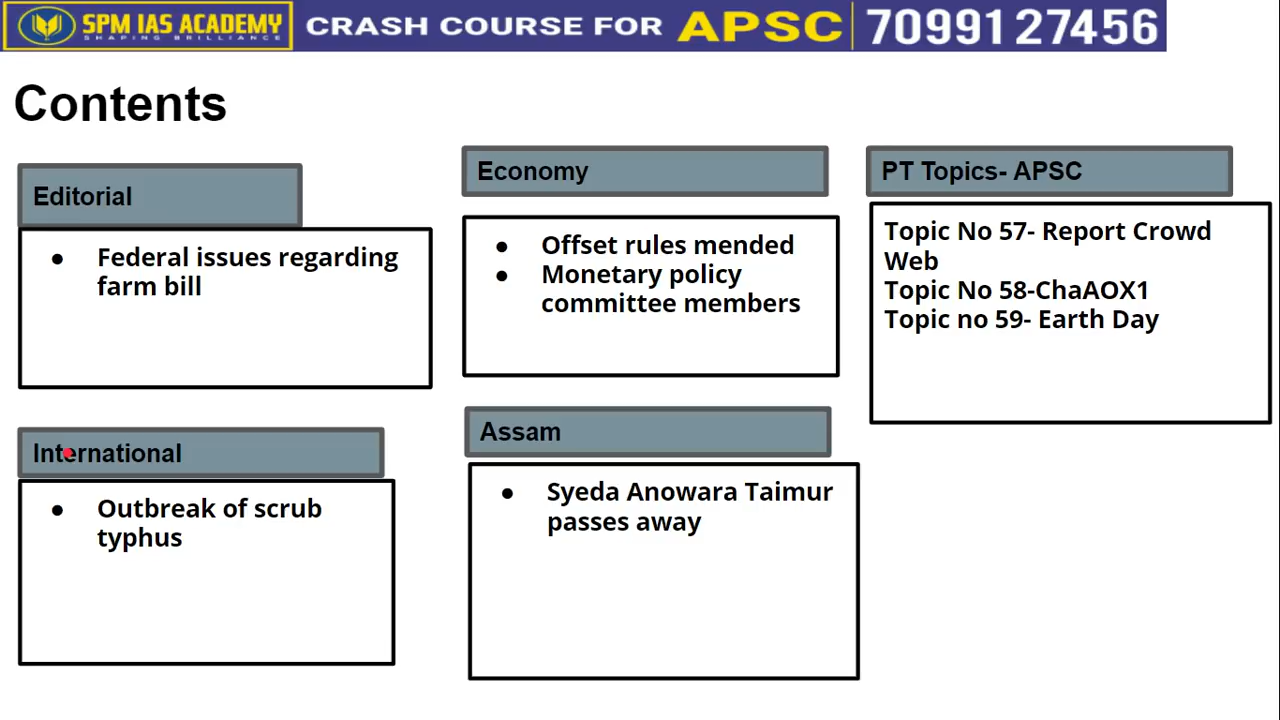 SPM IAS ACADEMY
SHAPING BRILLIANCE
CRASH COURSE FOR APSC
7099127456
Contents
Editorial
● Federal issues regarding
farm bill
International
● Outbreak of scrub
typhus
Economy
● Offset rules mended
● Monetary policy
committee members
Assam
● Syeda Anowara Taimur
passes away
PT Topics- APSC
Topic No 57- Report Crowd
Web
Topic No 58-ChaAOX1
Topic no 59- Earth Day